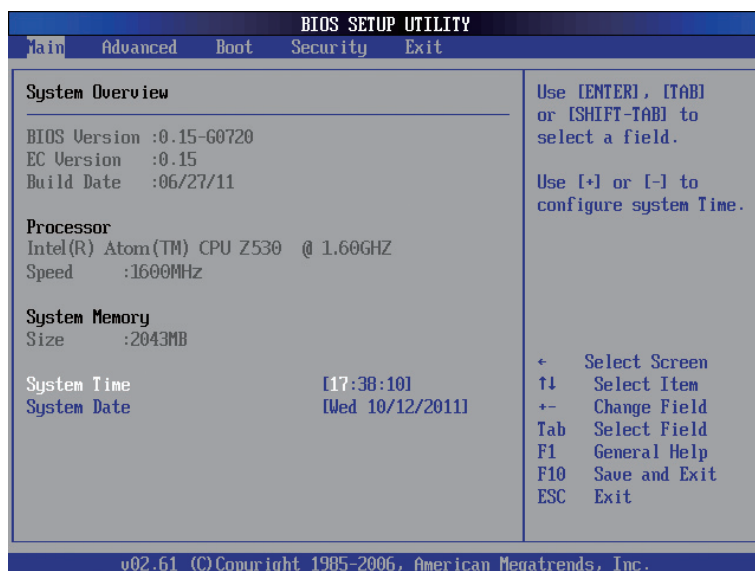 BIOS SETUP UTILITY
Main Advanced Boot Security Exit
System Overview
BIOS Version :0.15-G0720
EC Version :0.15
Build Date :06/27/11
Processor
Intel(R) Atom(TM) CPU Z530 @ 1.60GHZ
Speed :1600MHz
System Memory
Size :2043MB
System Time [17:38:10]
System Date [Wed 10/12/2011]
Use [ENTER], [TAB]
or [SHIFT-TAB] to
select a field.
Use [+] or [-] to
configure system Time.
← Select Screen
↑↓ Select Item
+- Change Field
Tab Select Field
F1 General Help
F10 Save and Exit
ESC Exit
v02.61 (C)Copyright 1985-2006, American Megatrends, Inc.